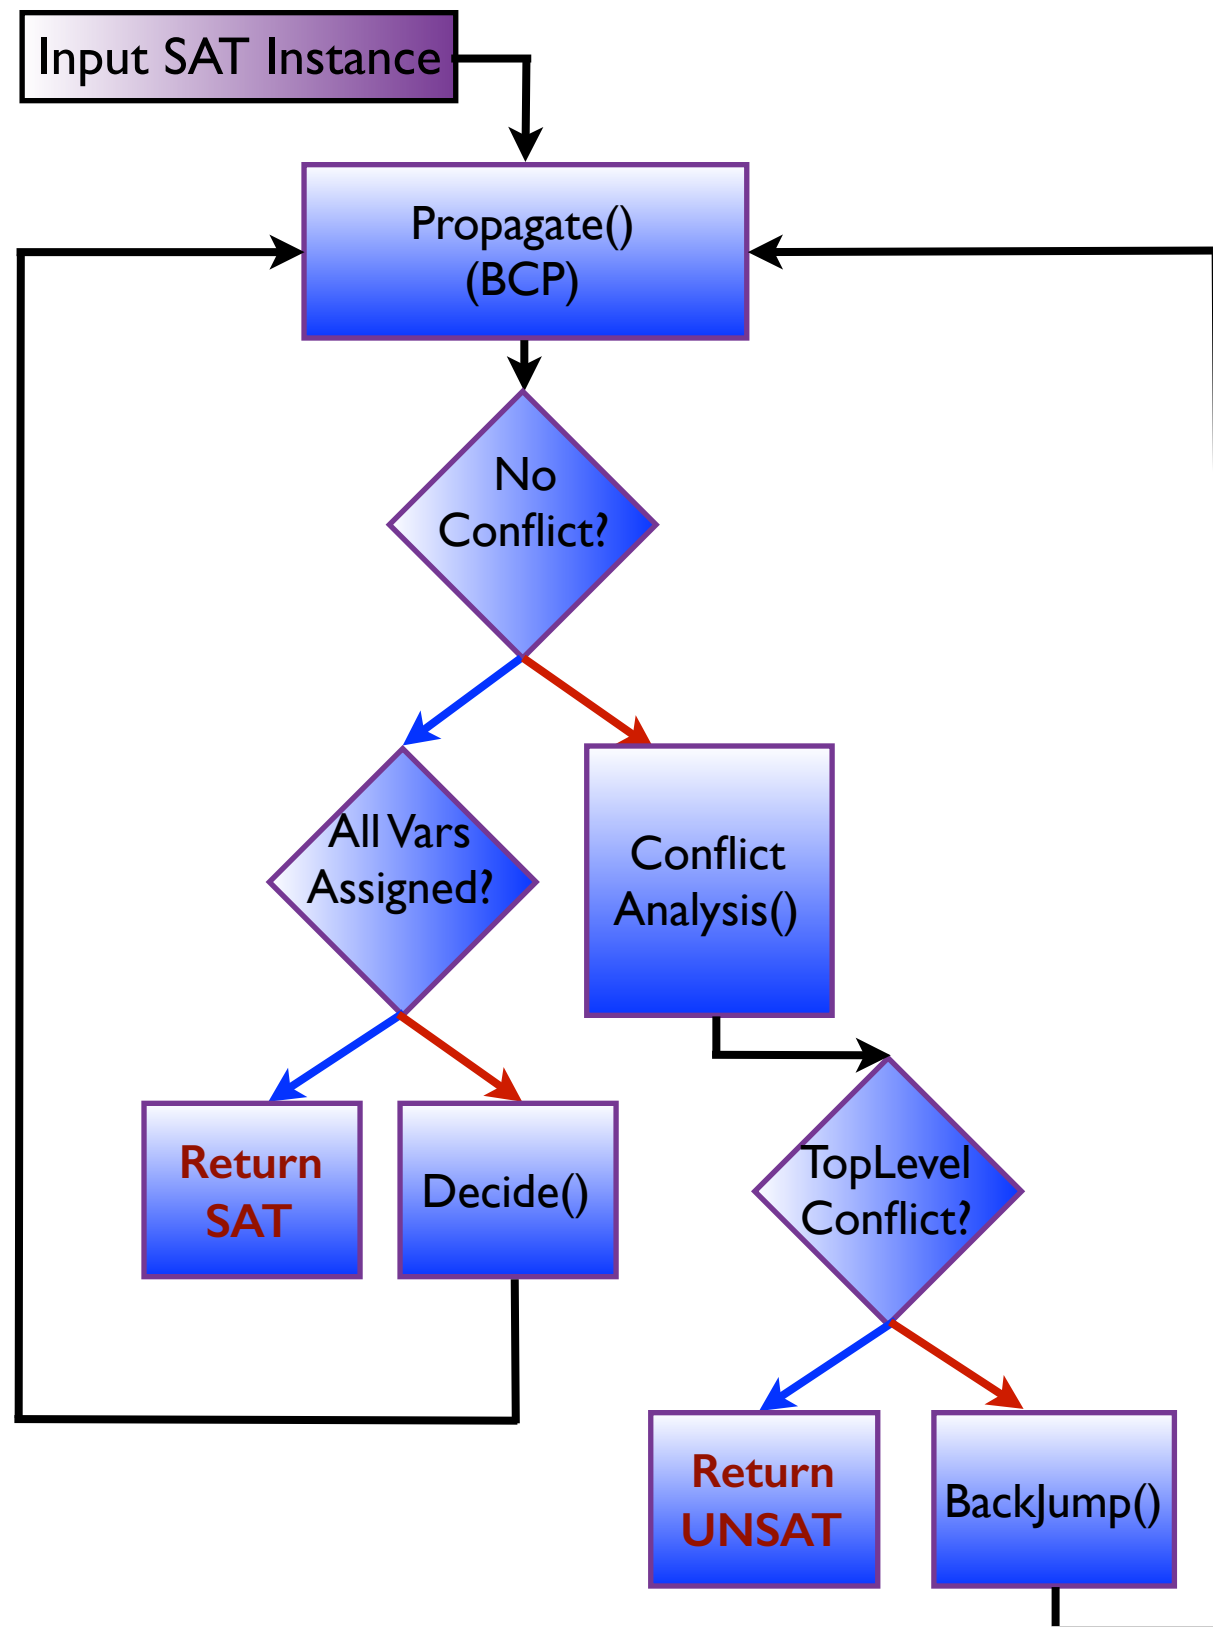 Input SAT Instance
Propagate()
(BCP)
No
Conflict?
All Vars
Assigned?
Conflict
Analysis()
Return
SAT
Decide()
TopLevel
Conflict?
Return
UNSAT
BackJump()